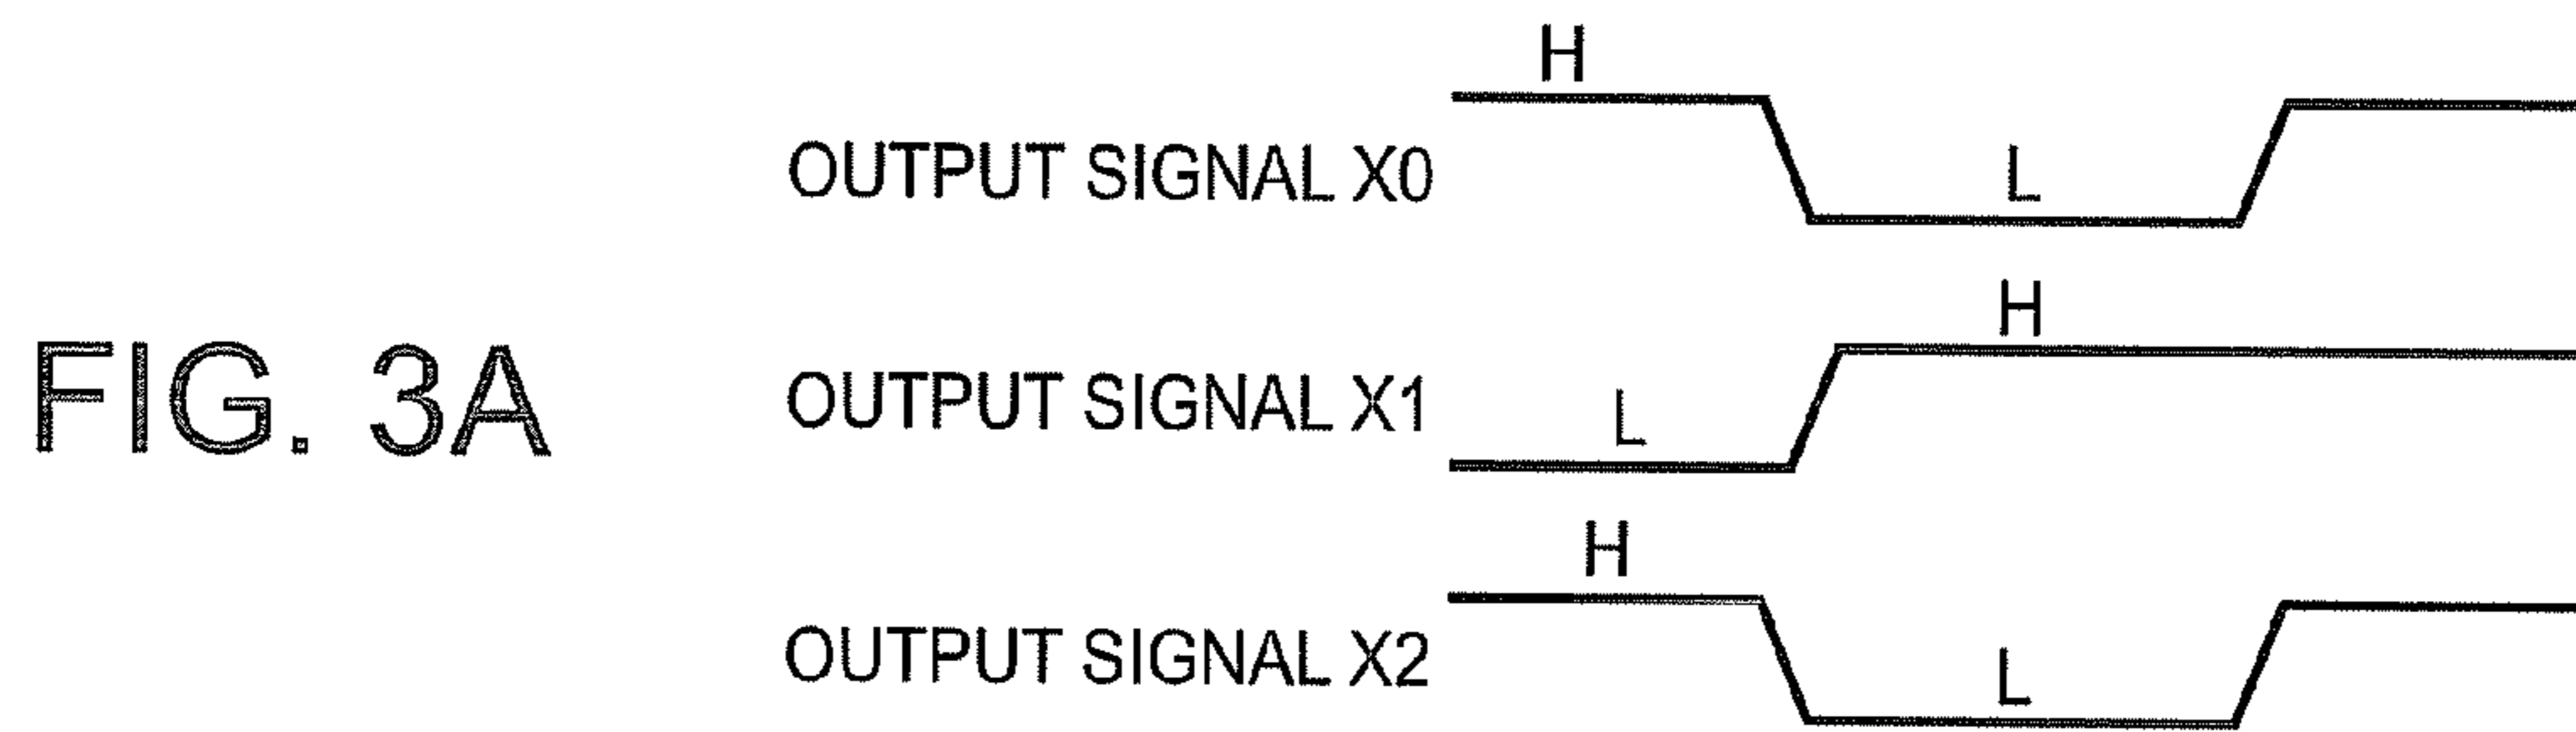 H
OUTPUT SIGNAL X0
L
H
FIG. 3A
OUTPUT SIGNAL X1
L
H
OUTPUT SIGNAL X2
L